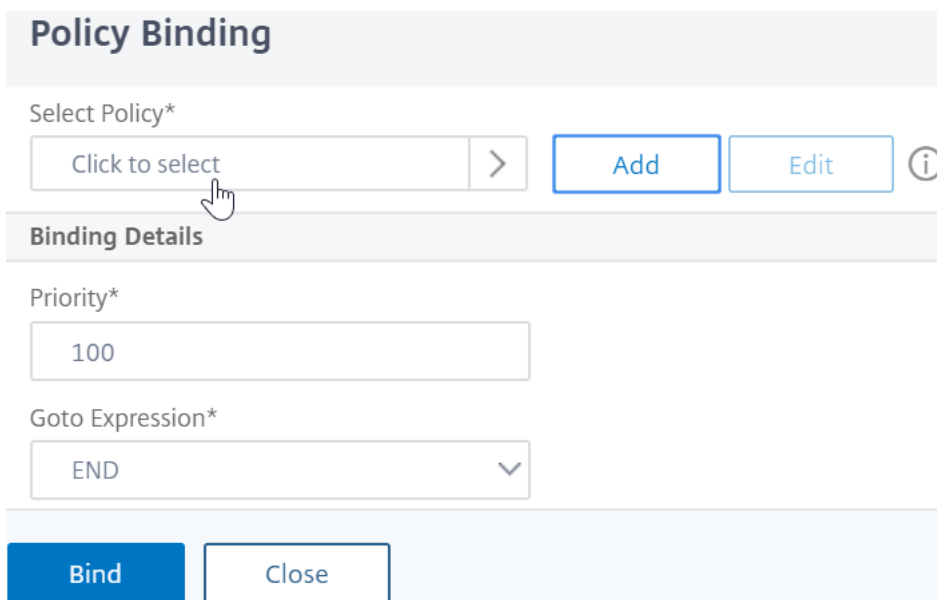 Policy Binding
Select Policy*
Click to select
Add
Edit
Binding Details
Priority*
100
Goto Expression*
END
Bind
Close